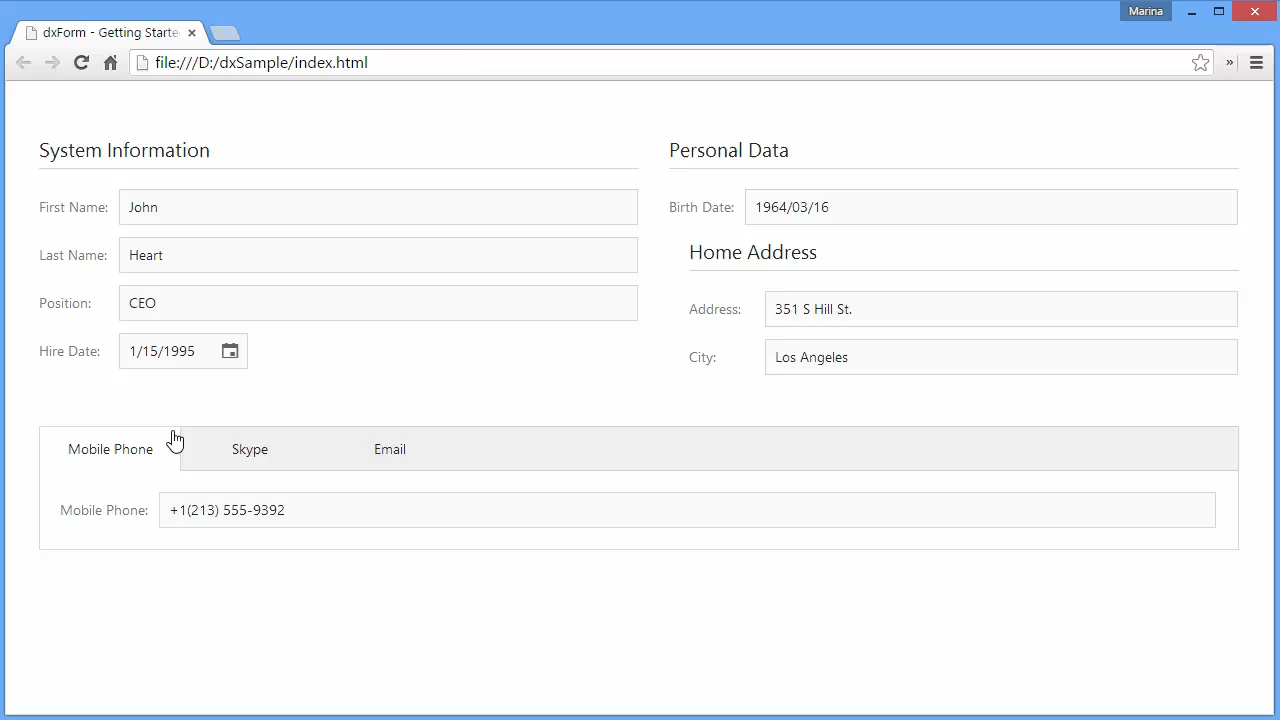 Marina
dxForm - Getting Starte
file:///D:/dxSample/index.html
System Information
First Name: John
Last Name: Heart
Position: CEO
Hire Date: 1/15/1995
Personal Data
Birth Date: 1964/03/16
Home Address
Address: 351 S Hill St.
City: Los Angeles
Mobile Phone Skype Email
Mobile Phone: +1(213) 555-9392